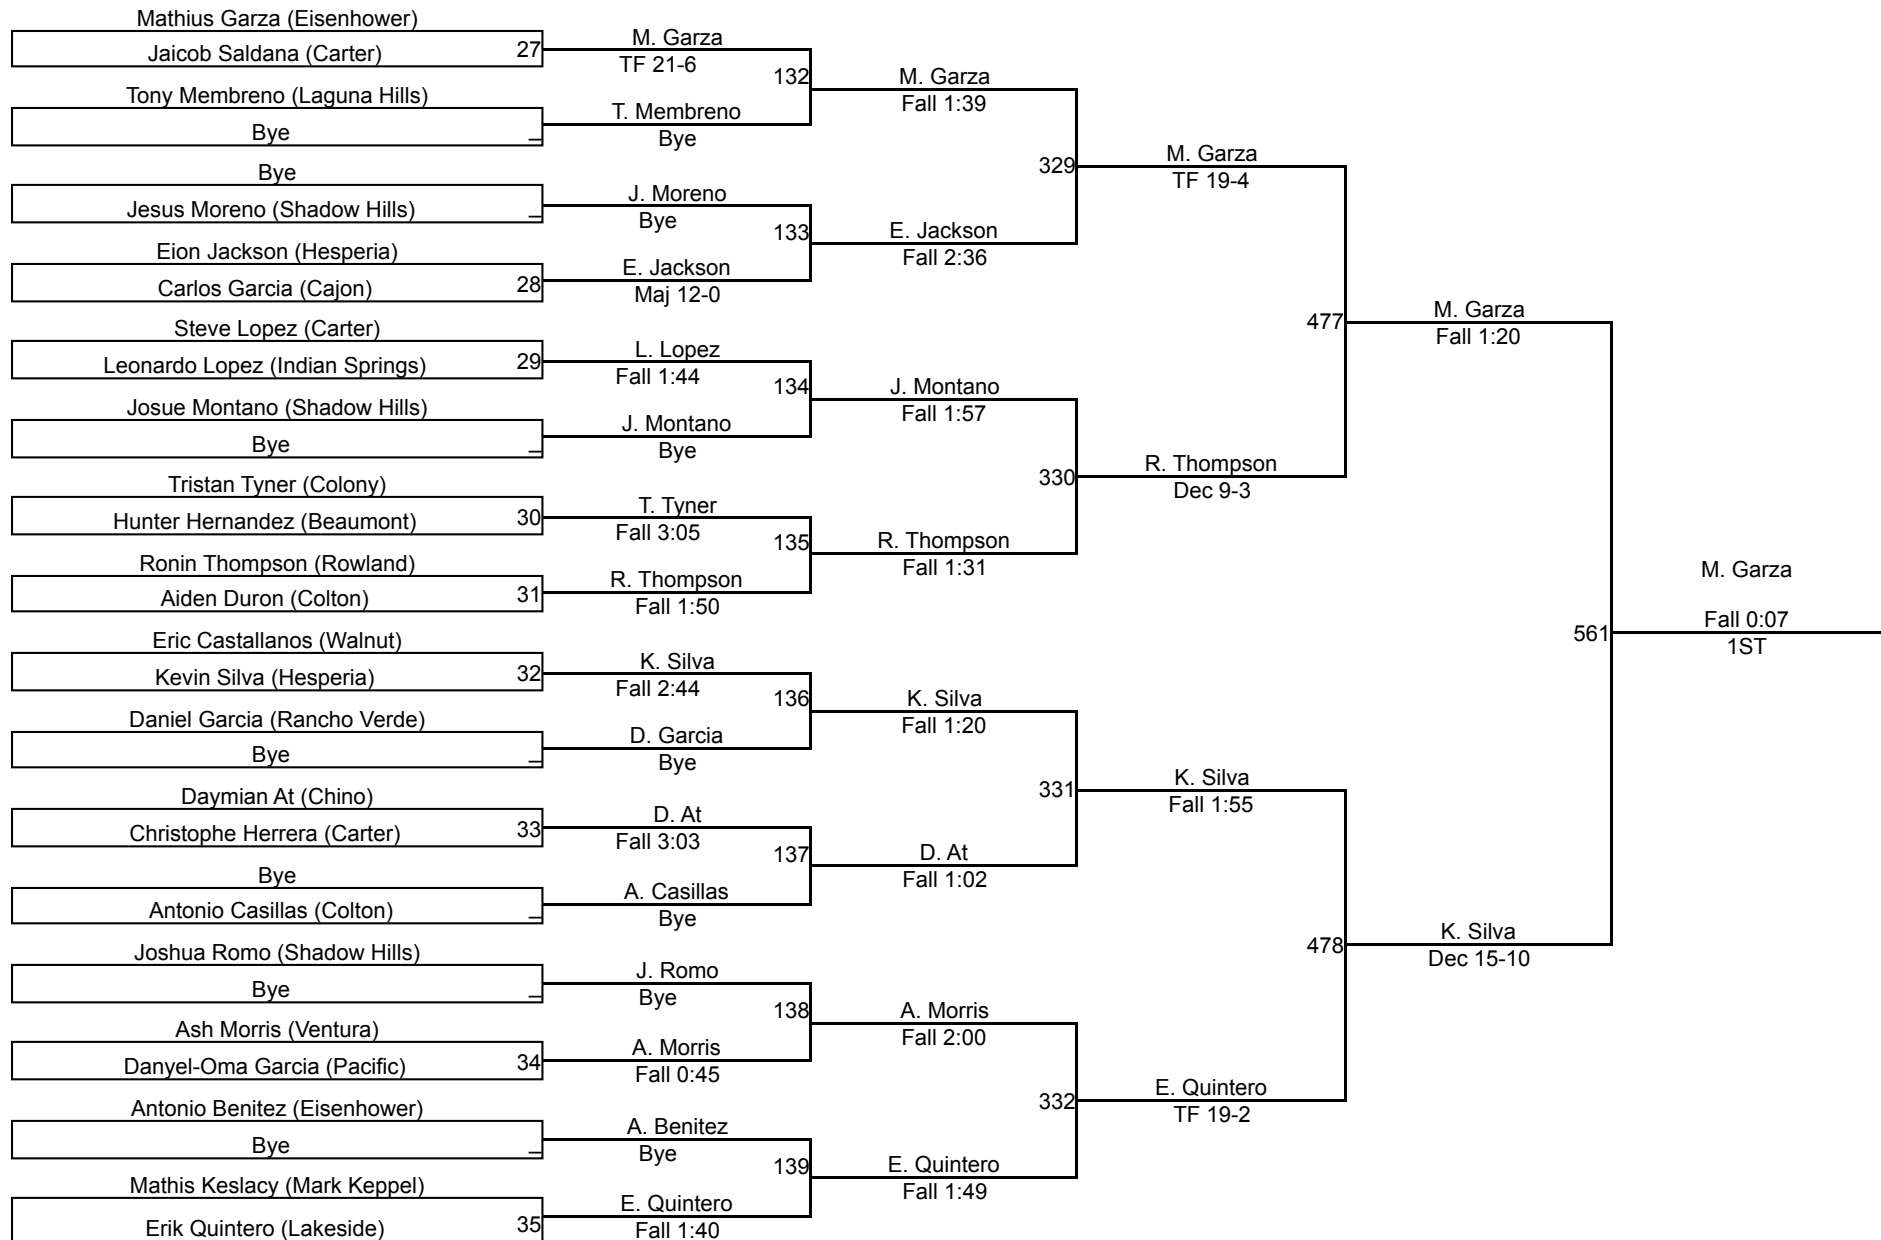 Mathius Garza (Eisenhower)
Jaicob Saldana (Carter) 27
Tony Membreno (Laguna Hills)
Bye _
Bye
Jesus Moreno (Shadow Hills) _
Eion Jackson (Hesperia)
Carlos Garcia (Cajon) 28
Steve Lopez (Carter)
Leonardo Lopez (Indian Springs) 29
Josue Montano (Shadow Hills)
Bye _
Tristan Tyner (Colony)
Hunter Hernandez (Beaumont) 30
Ronin Thompson (Rowland)
Aiden Duron (Colton) 31
Eric Castallanos (Walnut)
Kevin Silva (Hesperia) 32
Daniel Garcia (Rancho Verde)
Bye _
Daymian At (Chino)
Christophe Herrera (Carter) 33
Bye
Antonio Casillas (Colton) _
Joshua Romo (Shadow Hills)
Bye _
Ash Morris (Ventura)
Danyel-Oma Garcia (Pacific) 34
Antonio Benitez (Eisenhower)
Bye _
Mathis Keslacy (Mark Keppel)
Erik Quintero (Lakeside) 35
M. Garza
TF 21-6
132
T. Membreno
Bye
J. Moreno
Bye
133
E. Jackson
Maj 12-0
L. Lopez
Fall 1:44
134
J. Montano
Bye
T. Tyner
Fall 3:05
135
R. Thompson
Fall 1:50
K. Silva
Fall 2:44
136
D. Garcia
Bye
D. At
Fall 3:03
137
A. Casillas
Bye
J. Romo
Bye
138
A. Morris
Fall 0:45
A. Benitez
Bye
139
E. Quintero
Fall 1:40
M. Garza
Fall 1:39
329
E. Jackson
Fall 2:36
J. Montano
Fall 1:57
330
R. Thompson
Fall 1:31
K. Silva
Fall 1:20
331
D. At
Fall 1:02
A. Morris
Fall 2:00
332
E. Quintero
Fall 1:49
M. Garza
TF 19-4
477
R. Thompson
Dec 9-3
K. Silva
Fall 1:55
478
E. Quintero
TF 19-2
M. Garza
Fall 1:20
561
K. Silva
Dec 15-10
M. Garza
Fall 0:07
1ST